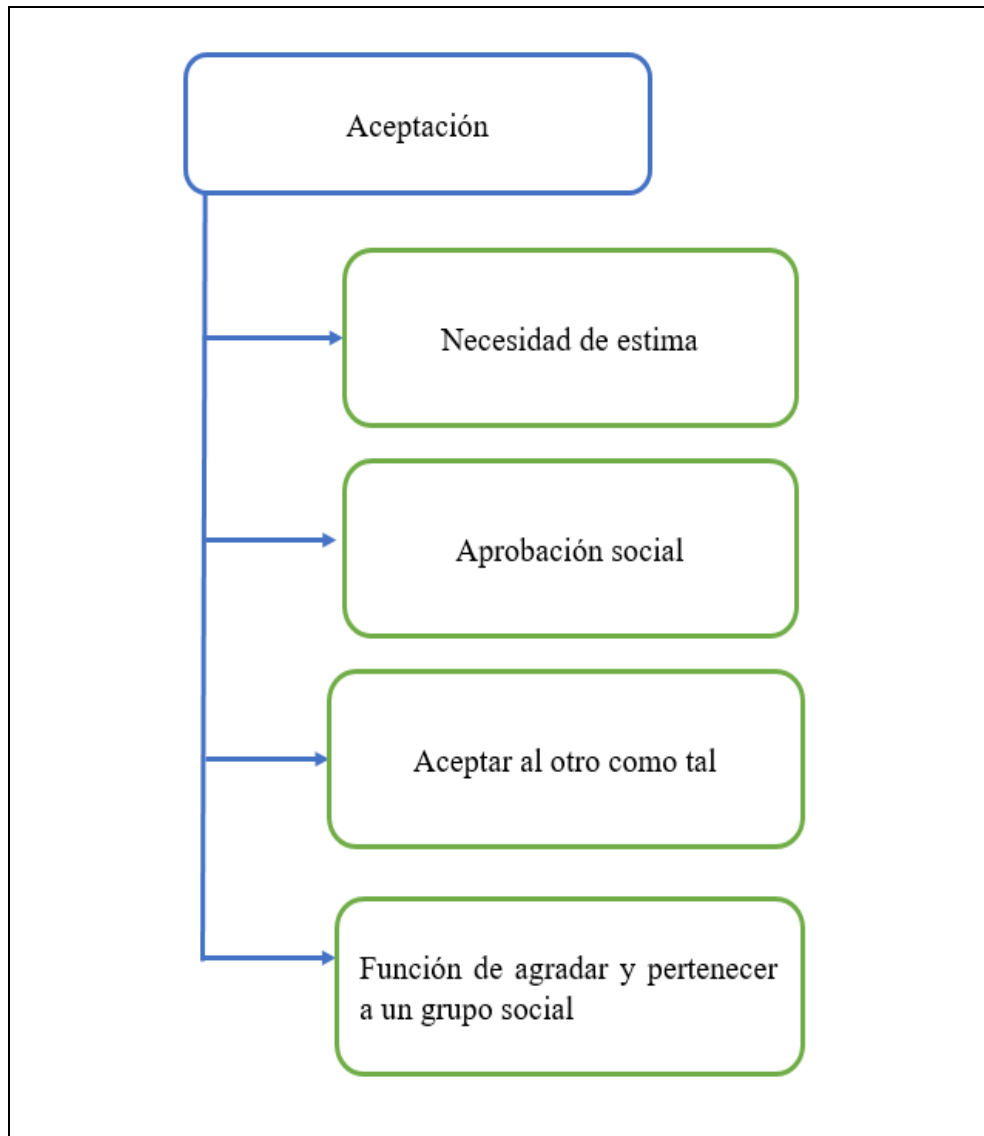 Aceptación
Necesidad de estima
Aprobación social
Aceptar al otro como tal
Función de agradar y pertenecer
a un grupo social